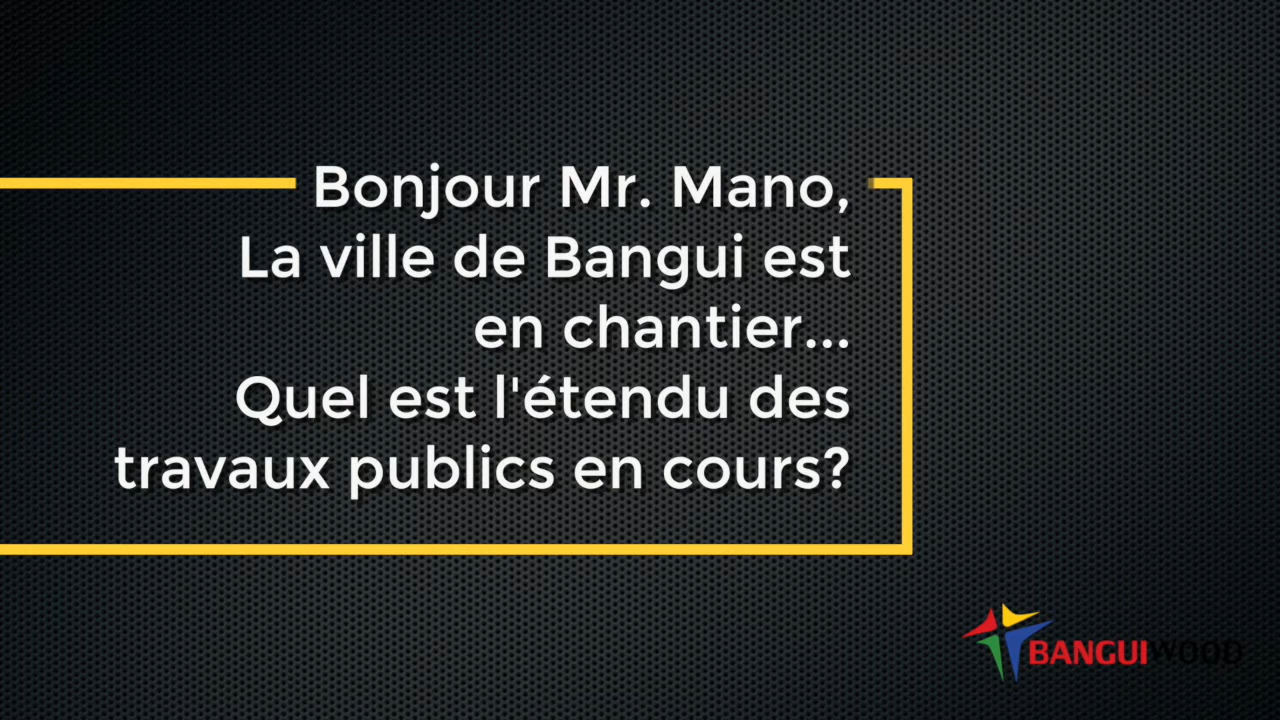 Bonjour Mr. Mano,
La ville de Bangui est
en chantier...
Quel est l'étendu des
travaux publics en cours?
BANGUIWOOD